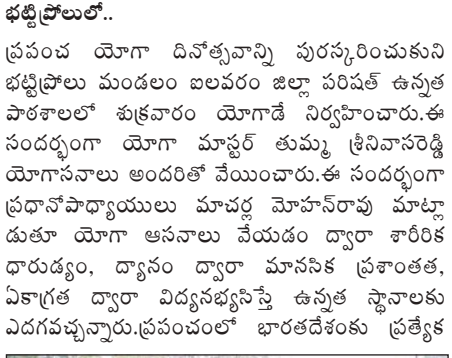 భట్టిప్రోలులో..
ప్రపంచ యోగా దినోత్సవాన్ని పురస్కరించుకుని
భట్టిప్రోలు మండలం ఐలవరం జిల్లా పరిషత్ ఉన్నత
పాఠశాలలో శుక్రవారం యోగాడే నిర్వహించారు.ఈ
సందర్భంగా యోగా మాస్టర్ తుమ్మ శ్రీనివాసరెడ్డి
యోగాసనాలు అందరితో వేయించారు.ఈ సందర్భంగా
ప్రధానోపాధ్యాయులు మాచర్ల మోహన్‌రావు మాట్లా
డుతూ యోగా ఆసనాలు వేయడం ద్వారా శారీరిక
ధారుడ్యం, ద్యానం ద్వారా మానసిక ప్రశాంతత,
ఏకాగ్రత ద్వారా విద్యనభ్యసిస్తే ఉన్నత స్థానాలకు
ఎదగవచ్చన్నారు.ప్రపంచంలో భారతదేశంకు ప్రత్యేక